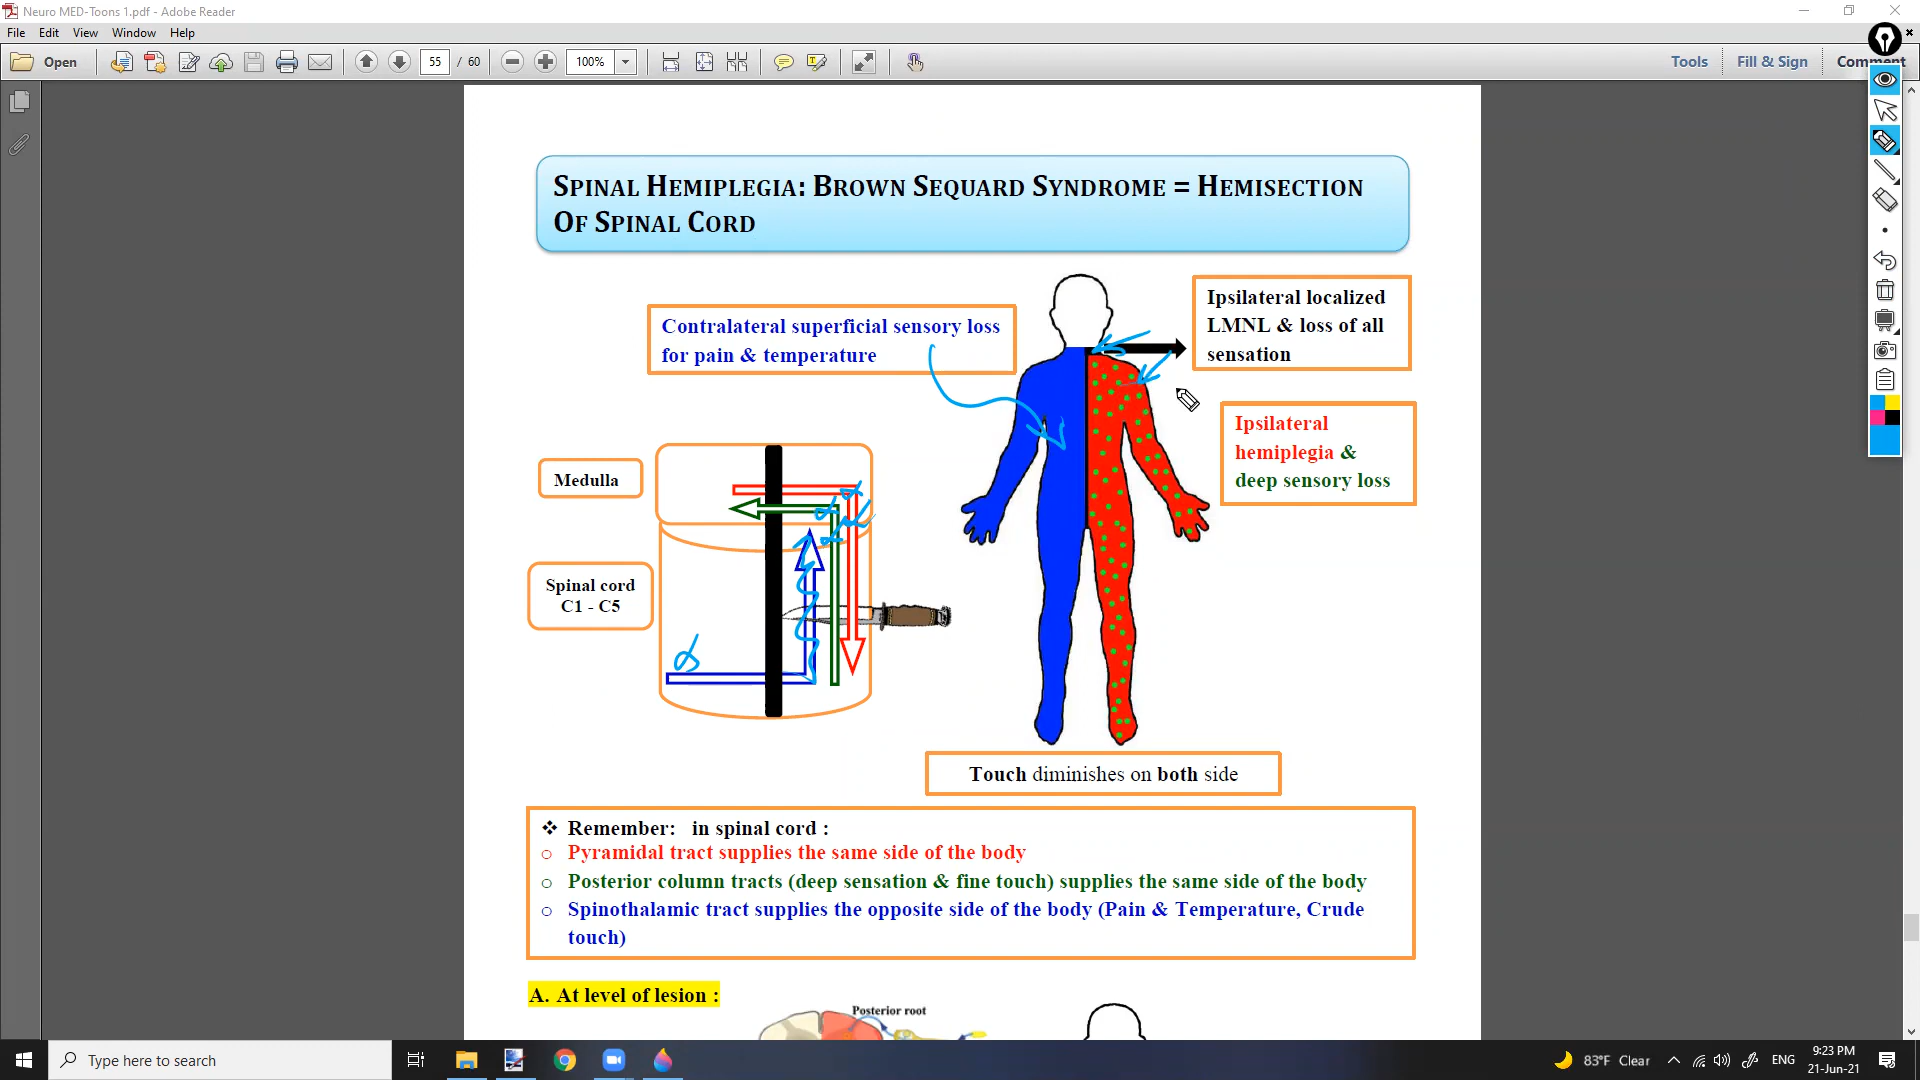 Neuro MED-Toons 1.pdf - Adobe Reader
File Edit View Window Help
Open 55 / 60 100% Tools Fill & Sign Comment
SPINAL HEMIPLEGIA: BROWN SEQUARD SYNDROME = HEMISECTION
OF SPINAL CORD
Contralateral superficial sensory loss
for pain & temperature
Ipsilateral localized
LMNL & loss of all
sensation
Ipsilateral
hemiplegia &
deep sensory loss
Medulla
Spinal cord
C1 - C5
Touch diminishes on both side
❖ Remember: in spinal cord :
○ Pyramidal tract supplies the same side of the body
○ Posterior column tracts (deep sensation & fine touch) supplies the same side of the body
○ Spinothalamic tract supplies the opposite side of the body (Pain & Temperature, Crude
touch)
A. At level of lesion :
Posterior root
Type here to search
83°F Clear
ENG
9:23 PM
21-Jun-21